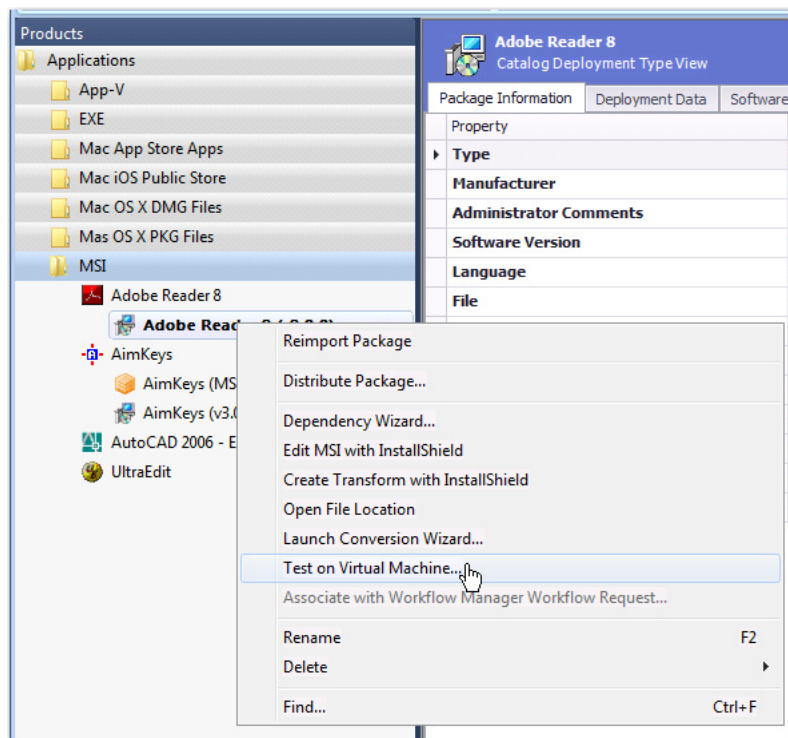 Products
Applications
App-V
EXE
Mac App Store Apps
Mac iOS Public Store
Mac OS X DMG Files
Mas OS X PKG Files
MSI
Adobe Reader 8
Adobe
AimKeys
AimKeys (MS
AimKeys (v3.0
AutoCAD 2006 - E
UltraEdit
Adobe Reader 8
Catalog Deployment Type View
Package Information
Deployment Data
Software
Property
Type
Manufacturer
Administrator Comments
Software Version
Language
File
Reimport Package
Distribute Package...
Dependency Wizard...
Edit MSI with InstallShield
Create Transform with InstallShield
Open File Location
Launch Conversion Wizard...
Test on Virtual Machine...
Associate with Workflow Manager Workflow Request...
Rename F2
Delete
Find... Ctrl+F